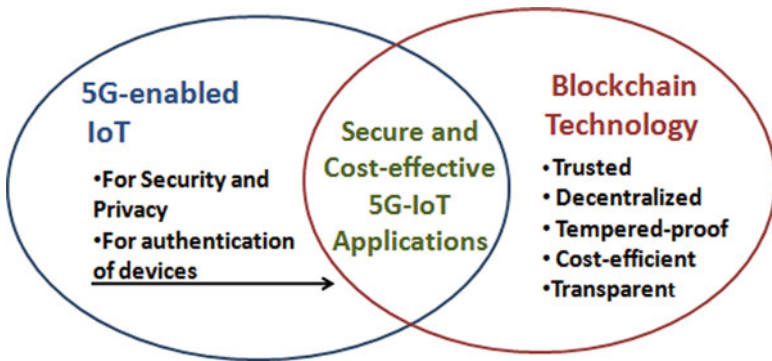 5G-enabled
IoT
•For Security and
Privacy
•For authentication
of devices
Secure and
Cost-effective
5G-IoT
Applications
Blockchain
Technology
• Trusted
• Decentralized
• Tempered-proof
• Cost-efficient
•Transparent